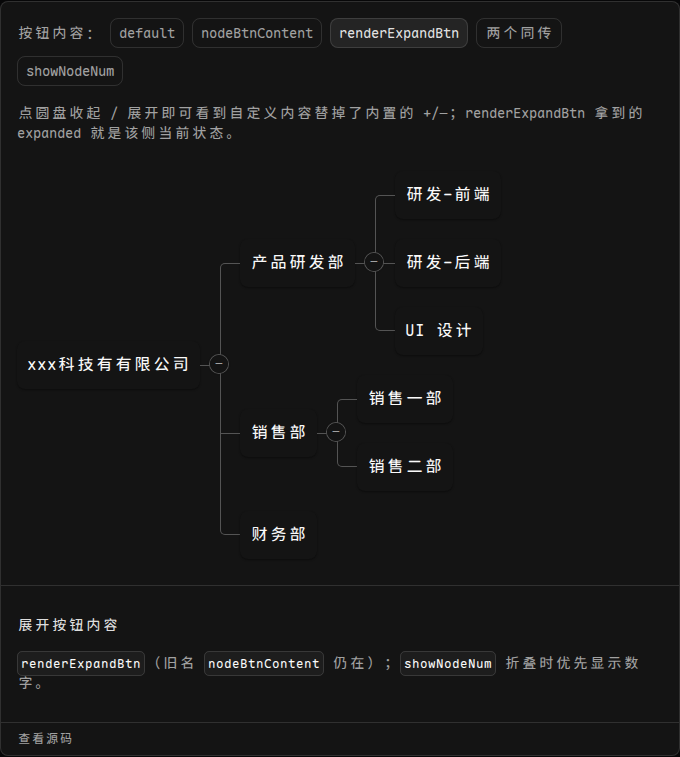 按钮内容： default nodeBtnContent renderExpandBtn 两个同传
showNodeNum
点圆盘收起 / 展开即可看到自定义内容替掉了内置的 +/−；renderExpandBtn 拿到的
expanded 就是该侧当前状态。
研发-前端
产品研发部
研发-后端
UI 设计
xxx科技有有限公司
销售一部
销售部
销售二部
财务部
展开按钮内容
renderExpandBtn（旧名 nodeBtnContent 仍在）；showNodeNum 折叠时优先显示数
字。
查看源码